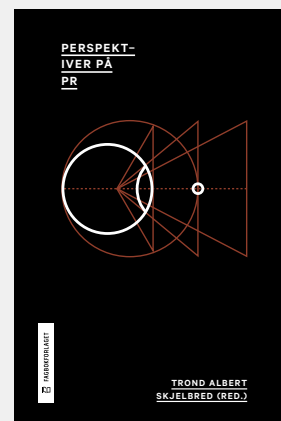 PERSPEKT–
IVER PÅ
PR
FAGBOKFORLAGET
TROND ALBERT
SKJELBRED (RED.)